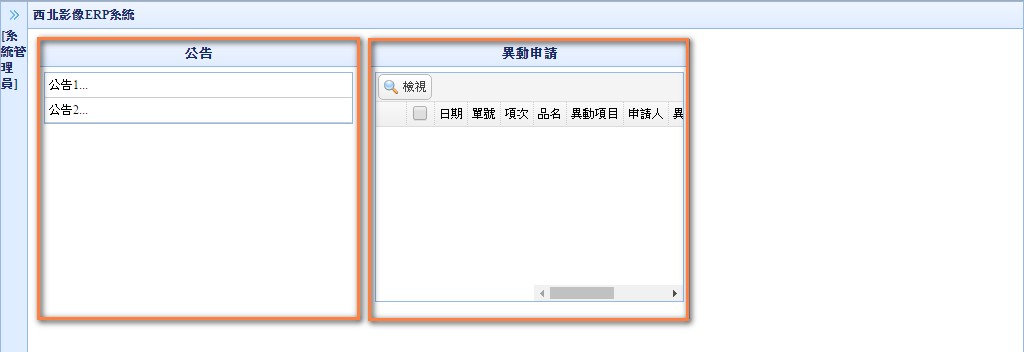 西北影像ERP系統
[系
統管
理
員]
公告
公告1...
公告2...
異動申請
檢視
日期 單號 項次 品名 異動項目 申請人 異